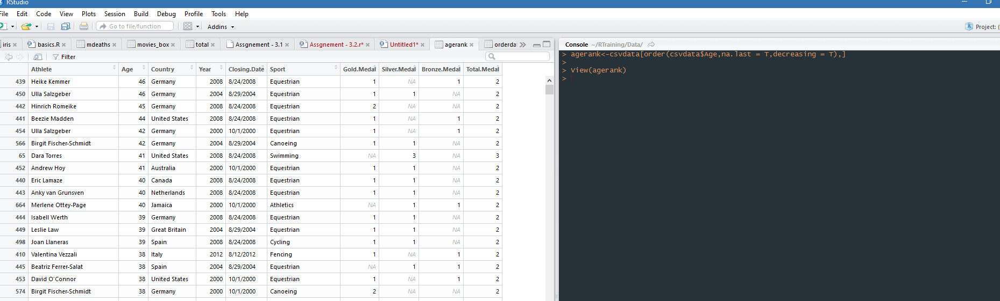 RStudio
File Edit Code View Plots Session Build Debug Profile Tools Help
Go to file/function Addins Project: (
iris basics.R mdeaths movies_box total Assgnement - 3.1 Assgnement - 3.2.r* Untitled1* agerank orderda
Filter
Athlete Age Country Year Closing.Date Sport Gold.Medal Silver.Medal Bronze.Medal Total.Medal
439 Heike Kemmer 46 Germany 2008 8/24/2008 Equestrian 1 NA 1 2
450 Ulla Salzgeber 46 Germany 2004 8/29/2004 Equestrian 1 1 NA 2
442 Hinrich Romeike 45 Germany 2008 8/24/2008 Equestrian 2 NA NA 2
441 Beezie Madden 44 United States 2008 8/24/2008 Equestrian 1 NA 1 2
454 Ulla Salzgeber 42 Germany 2000 10/1/2000 Equestrian 1 NA 1 2
566 Birgit Fischer-Schmidt 42 Germany 2004 8/29/2004 Canoeing 1 1 NA 2
65 Dara Torres 41 United States 2008 8/24/2008 Swimming NA 3 NA 3
452 Andrew Hoy 41 Australia 2000 10/1/2000 Equestrian 1 1 NA 2
440 Eric Lamaze 40 Canada 2008 8/24/2008 Equestrian 1 1 NA 2
443 Anky van Grunsven 40 Netherlands 2008 8/24/2008 Equestrian 1 1 NA 2
664 Merlene Ottey-Page 40 Jamaica 2000 10/1/2000 Athletics NA 1 1 2
444 Isabell Werth 39 Germany 2008 8/24/2008 Equestrian 1 1 NA 2
449 Leslie Law 39 Great Britain 2004 8/29/2004 Equestrian 1 1 NA 2
498 Joan Llaneras 39 Spain 2008 8/24/2008 Cycling 1 1 NA 2
410 Valentina Vezzali 38 Italy 2012 8/12/2012 Fencing 1 NA 1 2
445 Beatriz Ferrer-Salat 38 Spain 2004 8/29/2004 Equestrian NA 1 1 2
453 David O'Connor 38 United States 2000 10/1/2000 Equestrian 1 NA 1 2
574 Birgit Fischer-Schmidt 38 Germany 2000 10/1/2000 Canoeing 2 NA NA 2
Console ~/RTraining/Data/
> agerank<-csvdata[order(csvdata$Age,na.last = T,decreasing = T),]
>
> View(agerank)
>